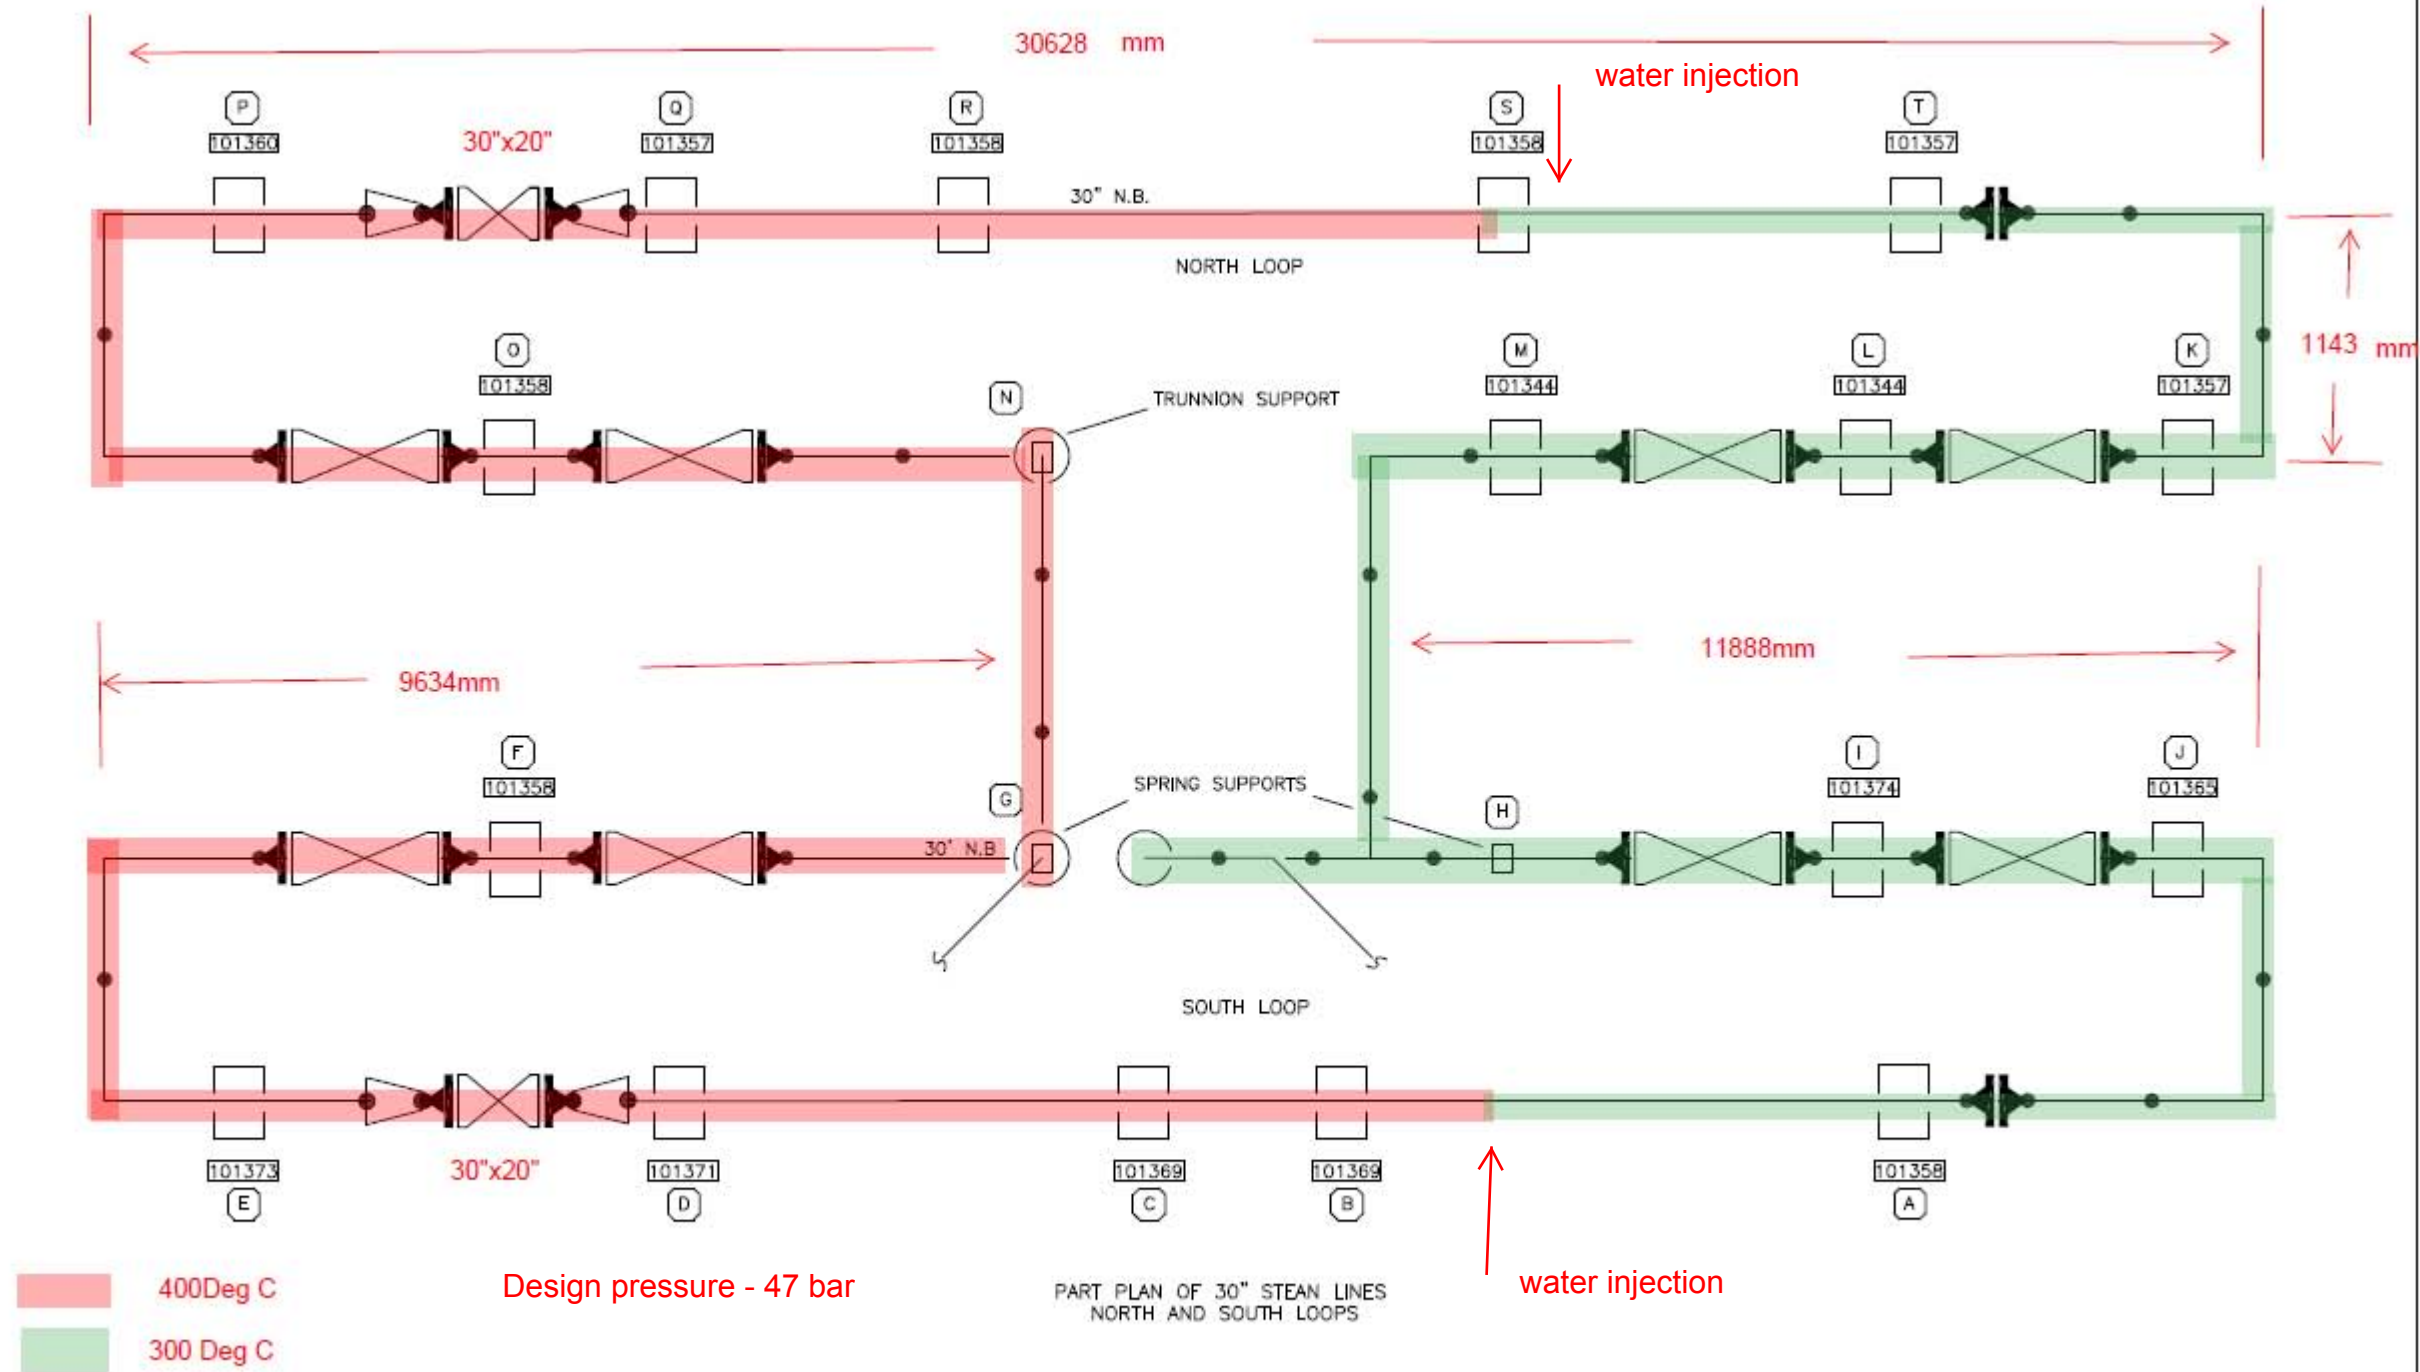 30628 mm
water injection
P
Q
R
S
T
101360
30"x20"
101357
101358
101358
101357
30" N.B.
NORTH LOOP
O
M
L
K
1143 mm
101358
101344
101344
101357
N
TRUNNION SUPPORT
9634mm
11888mm
F
I
J
101358
SPRING SUPPORTS
101374
101365
G
H
30' N.B
SOUTH LOOP
101373
30"x20"
101371
101369
101369
101358
E
D
C
B
A
400Deg C
Design pressure - 47 bar
PART PLAN OF 30" STEAN LINES
NORTH AND SOUTH LOOPS
water injection
300 Deg C